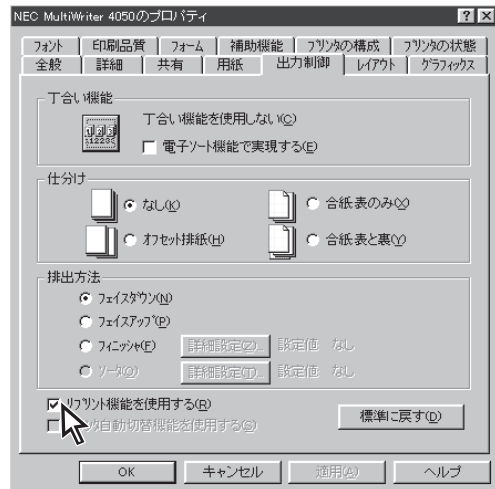 NEC MultiWriter 4050のプロパティ
フォント 印刷品質 フォーム 補助機能 プリンタの構成 プリンタの状態
全般 詳細 共有 用紙 出力制御 レイアウト グラフィックス
丁合い機能
丁合い機能を使用しない(C)
電子ソート機能で実現する(E)
仕分け
なし(K) 合紙表のみ(X)
オフセット排紙(H) 合紙表と裏(Y)
排出方法
フェイスダウン(N)
フェイスアップ(P)
フィニッシャ(F) 詳細設定(Z)... 設定値 なし
ソータ(O) 詳細設定(T)... 設定値 なし
リプリント機能を使用する(R)
標準に戻す(D)
自動切替機能を使用する(S)
OK キャンセル 適用(A) ヘルプ